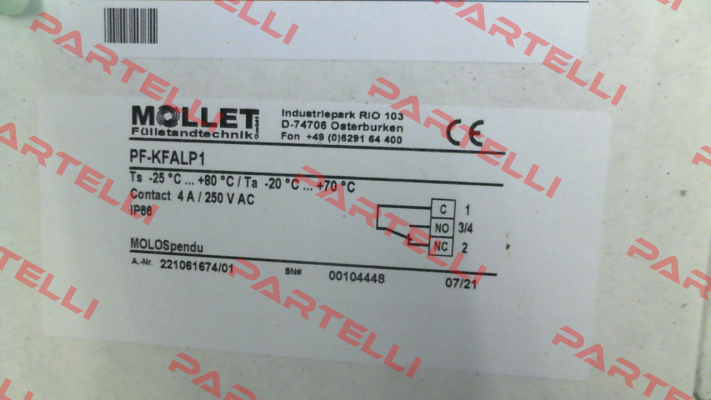 MOLLET
Füllstandtechnik GmbH
Industriepark RIO 103
D-74706 Osterburken
Fon +49 (0)6291 64 400
CE
PF-KFALP1
Ts -25 °C ... +80 °C / Ta -20 °C ... +70 °C
Contact 4 A / 250 V AC
IP66
C 1
NO 3/4
NC 2
MOLOSpendu
A.-Nr. 221061674/01 SN# 00104448 07/21
PARTELLI
PARTELLI
PARTELLI
PARTELLI
PARTELLI
PARTELLI
PARTELLI